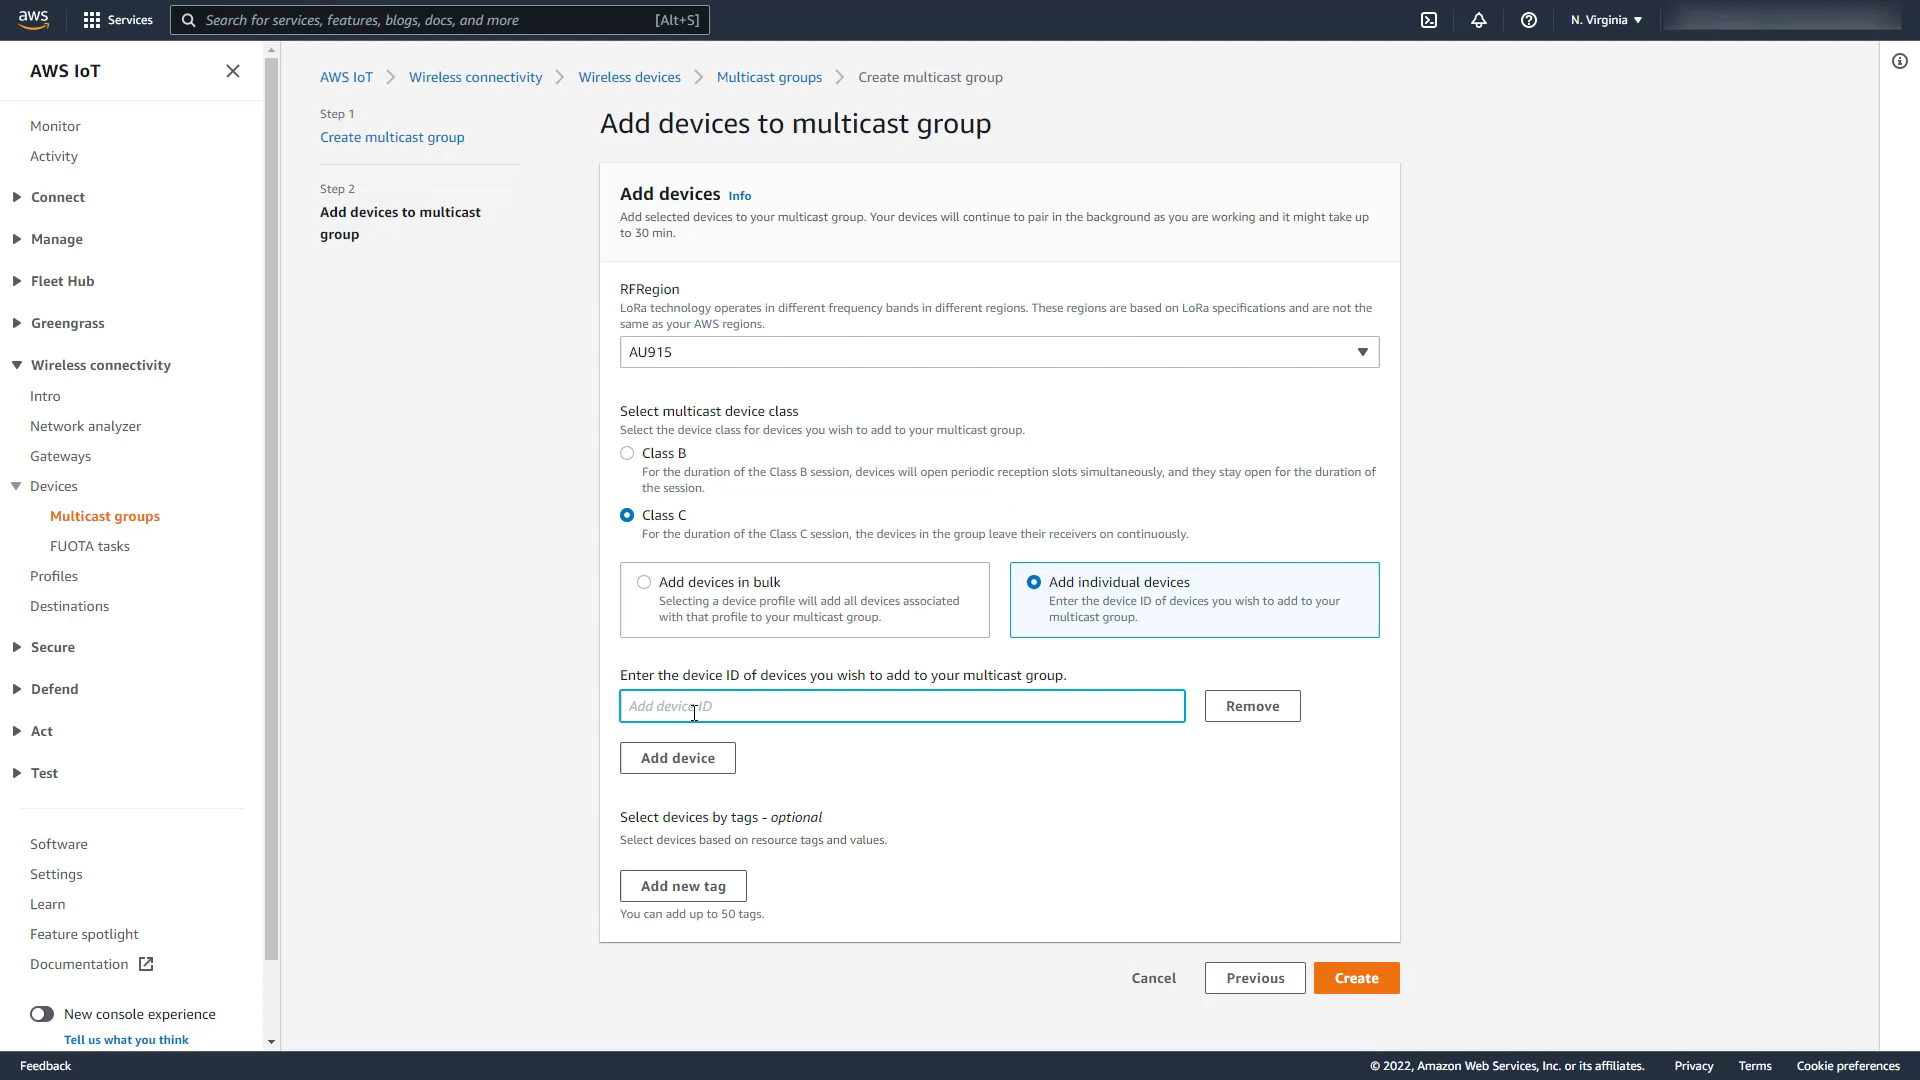 aws
Services
Search for services, features, blogs, docs, and more
[Alt+S]
N. Virginia
AWS IoT
Monitor
Activity
Connect
Manage
Fleet Hub
Greengrass
Wireless connectivity
Intro
Network analyzer
Gateways
Devices
Multicast groups
FUOTA tasks
Profiles
Destinations
Secure
Defend
Act
Test
Software
Settings
Learn
Feature spotlight
Documentation
New console experience
Tell us what you think
AWS IoT
Wireless connectivity
Wireless devices
Multicast groups
Create multicast group
Step 1
Create multicast group
Step 2
Add devices to multicast
group
Add devices to multicast group
Add devices Info
Add selected devices to your multicast group. Your devices will continue to pair in the background as you are working and it might take up
to 30 min.
RFRegion
LoRa technology operates in different frequency bands in different regions. These regions are based on LoRa specifications and are not the
same as your AWS regions.
AU915
Select multicast device class
Select the device class for devices you wish to add to your multicast group.
Class B
For the duration of the Class B session, devices will open periodic reception slots simultaneously, and they stay open for the duration of
the session.
Class C
For the duration of the Class C session, the devices in the group leave their receivers on continuously.
Add devices in bulk
Selecting a device profile will add all devices associated
with that profile to your multicast group.
Add individual devices
Enter the device ID of devices you wish to add to your
multicast group.
Enter the device ID of devices you wish to add to your multicast group.
Add device ID
Remove
Add device
Select devices by tags - optional
Select devices based on resource tags and values.
Add new tag
You can add up to 50 tags.
Cancel
Previous
Create
Feedback
© 2022, Amazon Web Services, Inc. or its affiliates.
Privacy
Terms
Cookie preferences